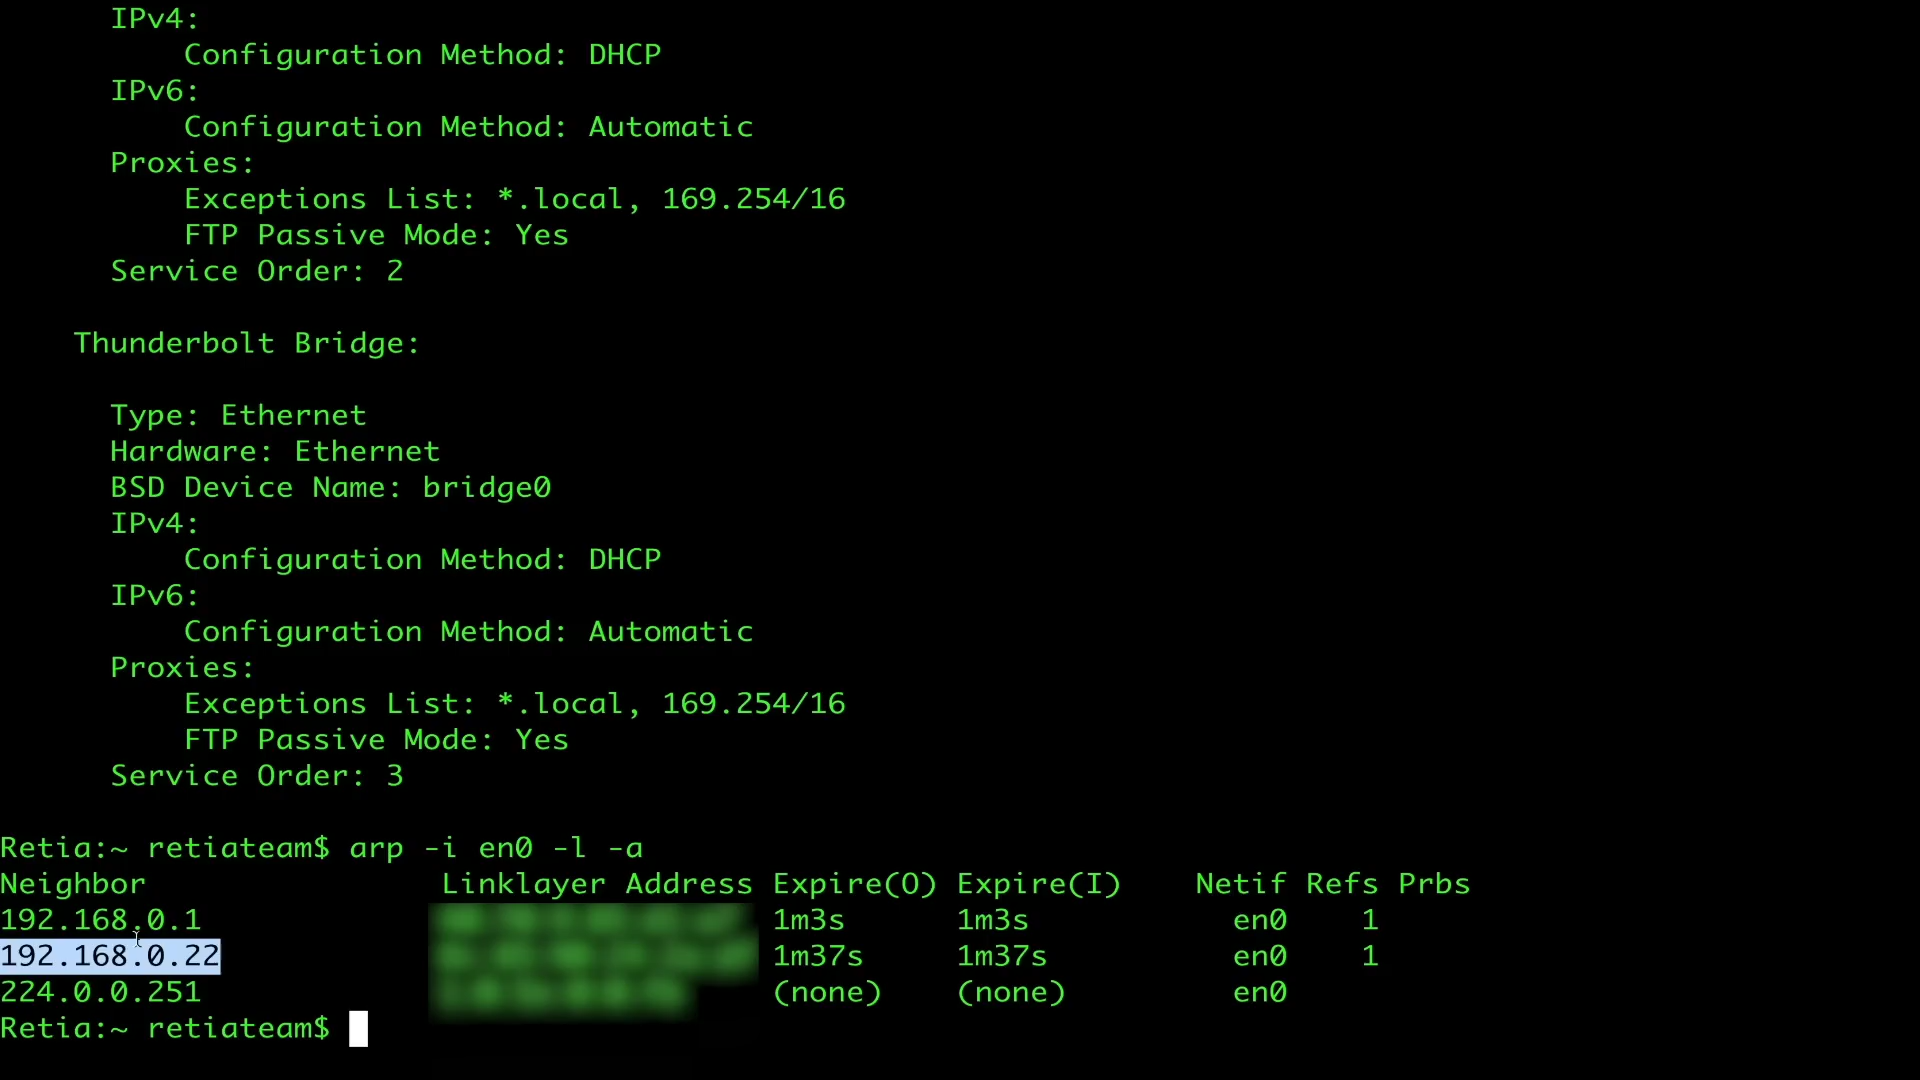 IPv4:
Configuration Method: DHCP
IPv6:
Configuration Method: Automatic
Proxies:
Exceptions List: *.local, 169.254/16
FTP Passive Mode: Yes
Service Order: 2
Thunderbolt Bridge:
Type: Ethernet
Hardware: Ethernet
BSD Device Name: bridge0
IPv4:
Configuration Method: DHCP
IPv6:
Configuration Method: Automatic
Proxies:
Exceptions List: *.local, 169.254/16
FTP Passive Mode: Yes
Service Order: 3
Retia:~ retiateam$ arp -i en0 -l -a
Neighbor Linklayer Address Expire(O) Expire(I) Netif Refs Prbs
192.168.0.1 1m3s 1m3s en0 1
192.168.0.22 1m37s 1m37s en0 1
224.0.0.251 (none) (none) en0
Retia:~ retiateam$